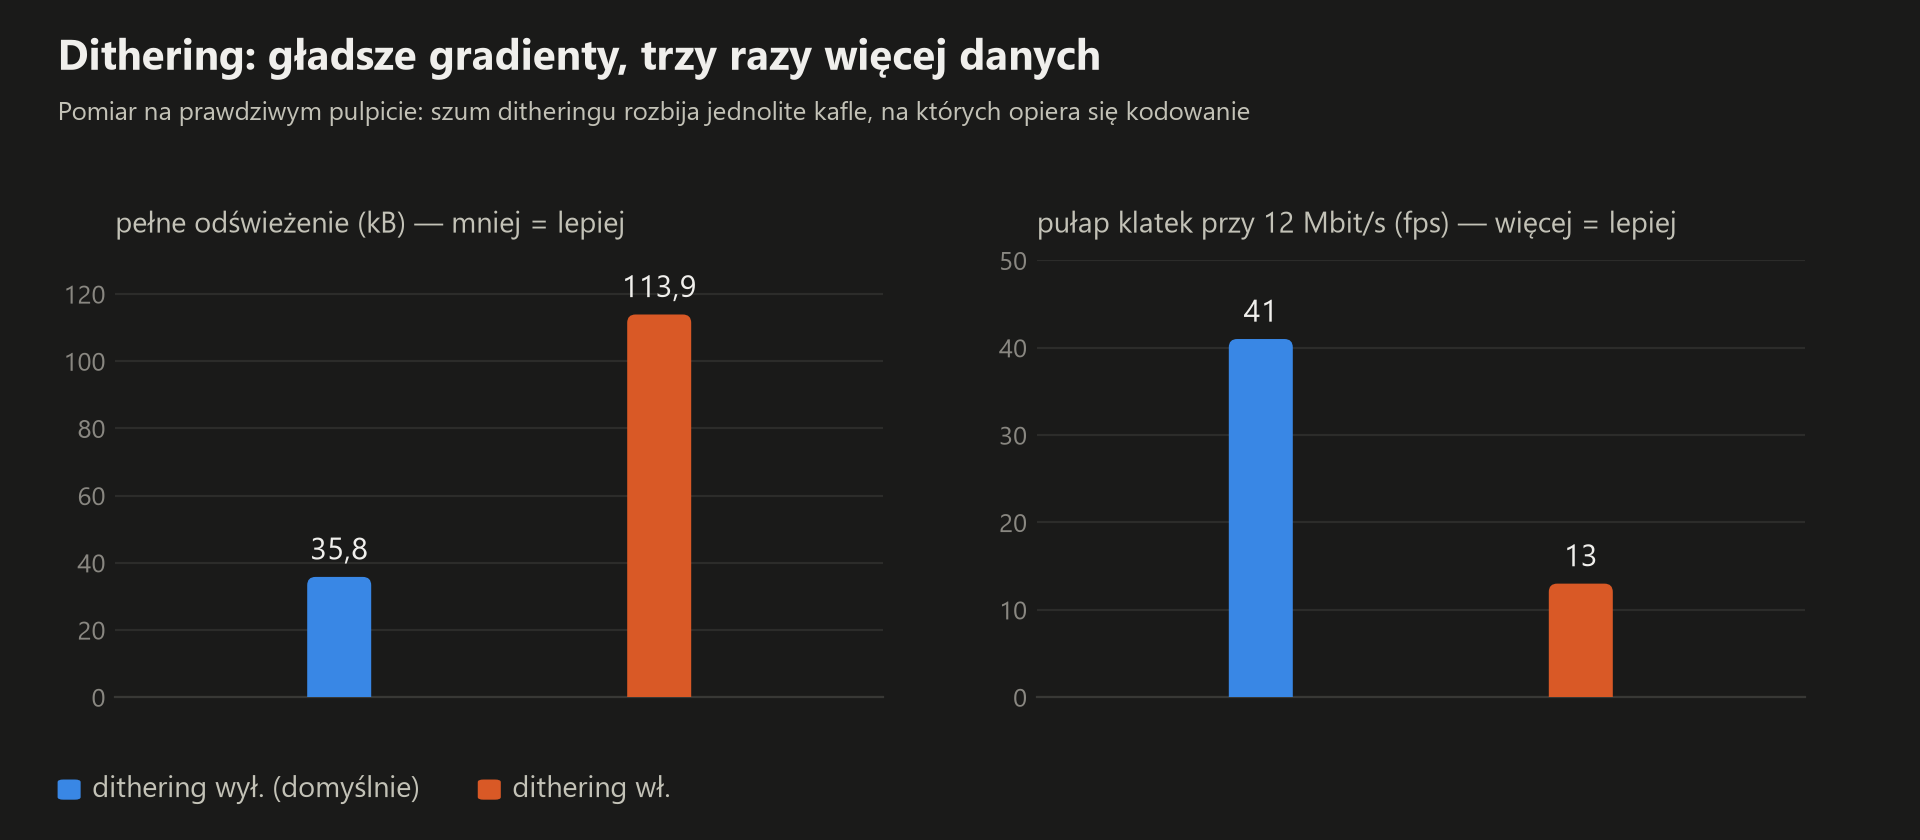 Dithering: gładsze gradienty, trzy razy więcej danych
Pomiar na prawdziwym pulpicie: szum ditheringu rozbija jednolite kafle, na których opiera się kodowanie
pełne odświeżenie (kB) — mniej = lepiej
120
100
80
60
40
20
0
35,8
113,9
pułap klatek przy 12 Mbit/s (fps) — więcej = lepiej
50
40
30
20
10
0
41
13
dithering wył. (domyślnie)
dithering wł.